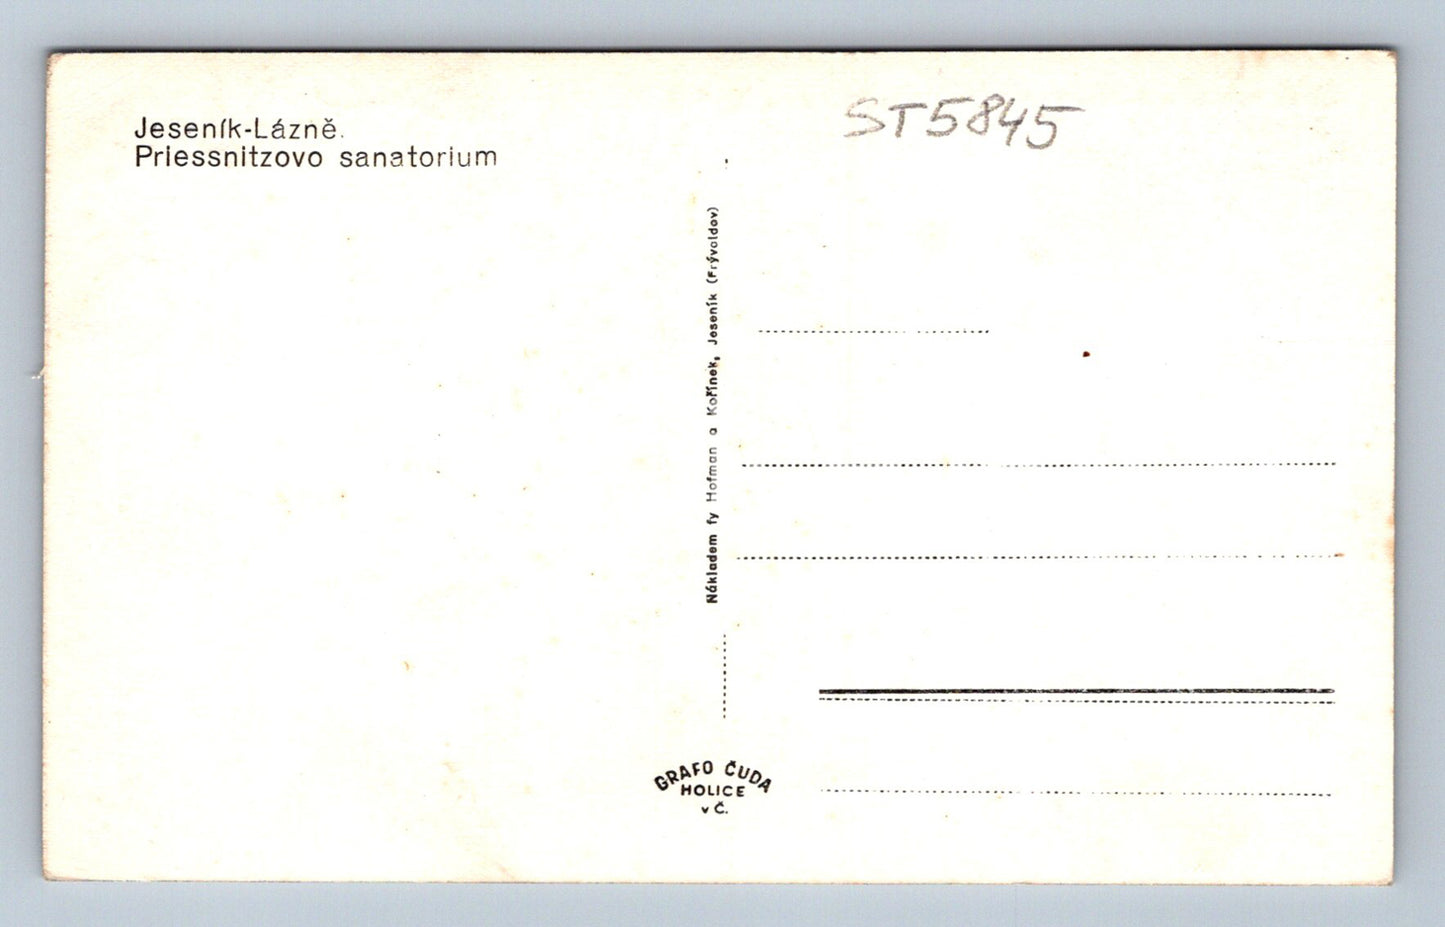 Jeseník-Lázně.
Priessnitzovo sanatorium
ST5845
Nákladem fy Hofman a Kořínek, Jeseník (Frývaldov)
GRAFO ČUDA
HOLICE
v Č.